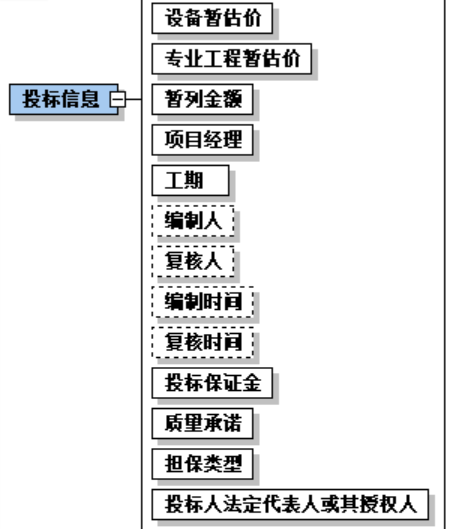 设备暂估价
专业工程暂估价
投标信息
暂列金额
项目经理
工期
编制人
复核人
编制时间
复核时间
投标保证金
质量承诺
担保类型
投标人法定代表人或其授权人